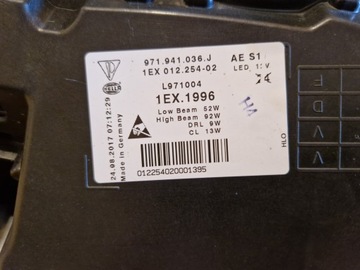 HELLA
971.941.036.J
AE S1
1EX 012.254-02
LED 12V
L971004
1EX.1996
Low Beam 52W
High Beam 92W
DRL 9W
CL 13W
012254020001395
24.08.2017 07:12:29
Made in Germany
HLO